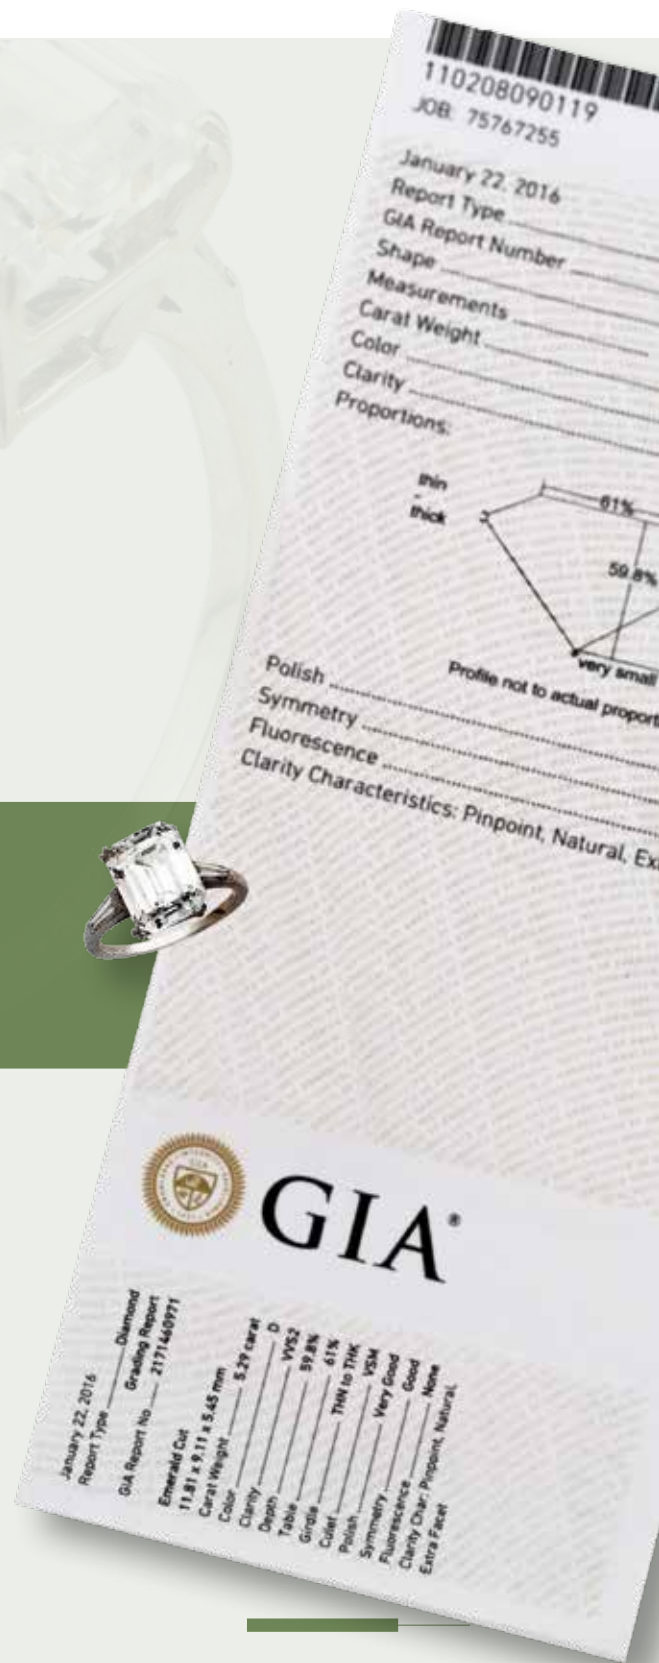 110208090119
JOB: 75767255
January 22, 2016
Report Type
GIA Report Number
Shape
Measurements
Carat Weight
Color
Clarity
Proportions:
thin
-
thick
61%
59.8%
very small
Profile not to actual proport
Polish
Symmetry
Fluorescence
Clarity Characteristics: Pinpoint, Natural, Ex
GIA®
January 22, 2016
Report Type Diamond
Grading Report
GIA Report No. 2171460971
Emerald Cut
11.81 x 9.11 x 5.45 mm
Carat Weight 5.29 carat
Color D
Clarity VVS2
Depth 59.8%
Table 61%
Girdle THN to THK
Culet VSM
Polish Very Good
Symmetry Good
Fluorescence None
Clarity Char: Pinpoint, Natural,
Extra Facet